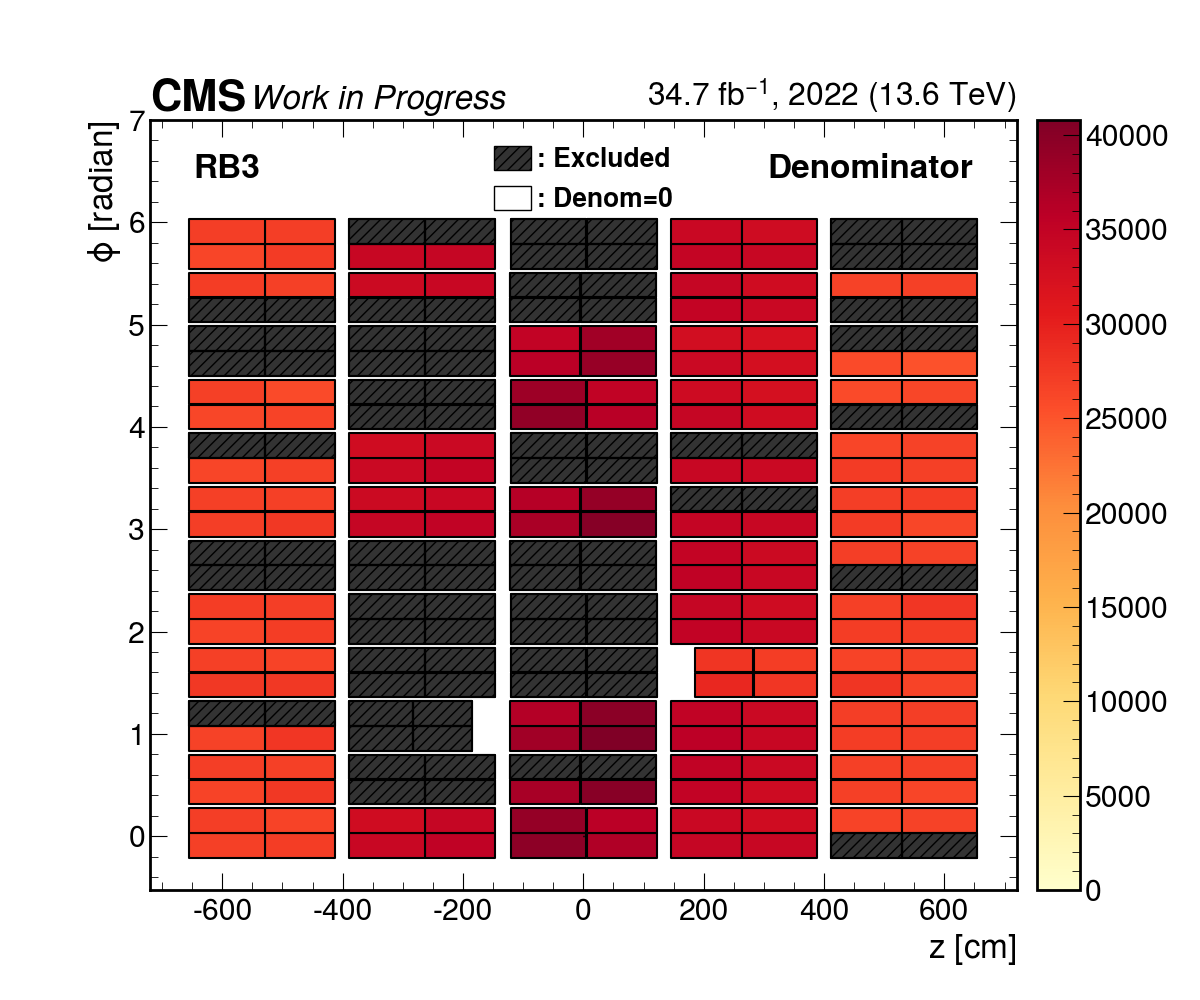 CMS Work in Progress 34.7 fb⁻¹, 2022 (13.6 TeV)
RB3 : Excluded Denominator
: Denom=0
ϕ [radian]
7
6
5
4
3
2
1
0
-600 -400 -200 0 200 400 600
z [cm]
40000
35000
30000
25000
20000
15000
10000
5000
0